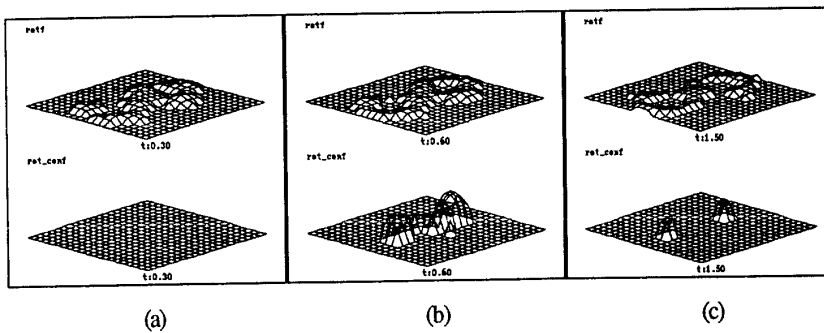 retf
t:0.30
ret_conf
t:0.30
(a)
retf
t:0.60
ret_conf
t:0.60
(b)
retf
t:1.50
ret_conf
t:1.50
(c)